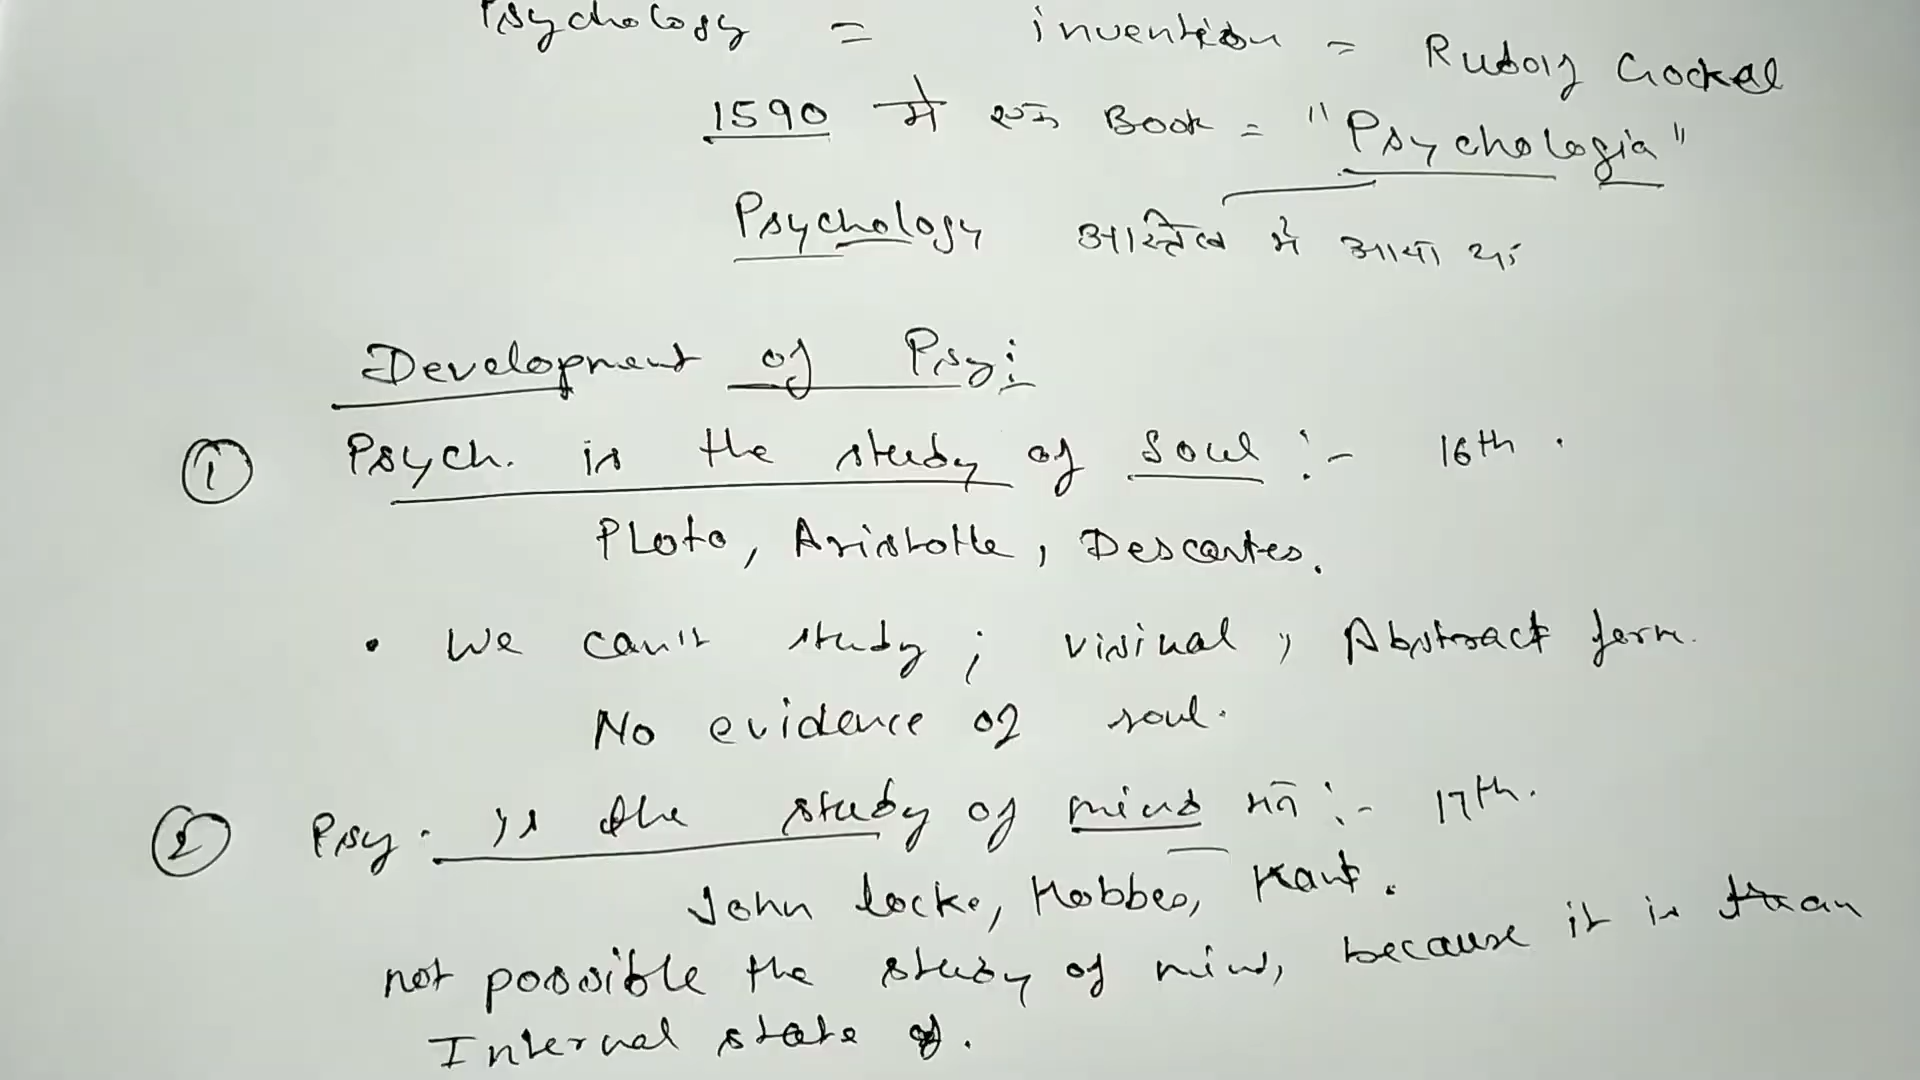 Psychology = invention = Rudolf Gockel
1590 में एक Book = "Psychologia"
Psychology अस्तित्व में आया था
Development of Psy:
① Psych. is the study of soul :- 16th.
Plato, Aristotle, Descartes.
• We can't study ; visinal , Abstract form.
No evidence of soul.
② Psy. is the study of mind मन :- 17th.
John locke, Hobbes, Kant.
not possible the study of mind, because it is an
Internal state of.